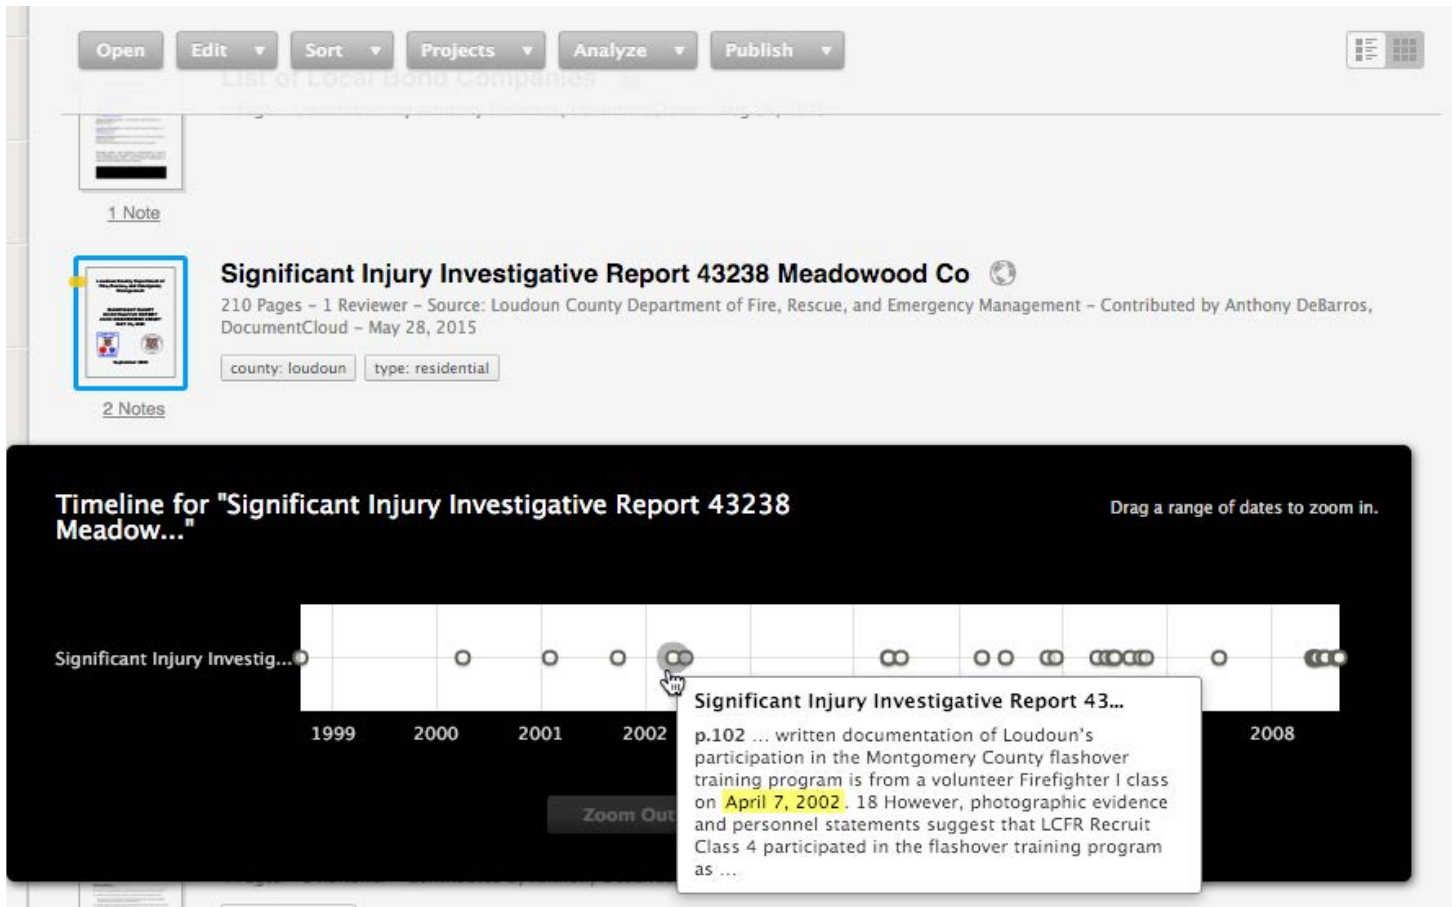 Open Edit ▼ Sort ▼ Projects ▼ Analyze ▼ Publish ▼
List of Local Bond Companies
1 Note
Significant Injury Investigative Report 43238 Meadowood Co
210 Pages – 1 Reviewer – Source: Loudoun County Department of Fire, Rescue, and Emergency Management – Contributed by Anthony DeBarros,
DocumentCloud – May 28, 2015
county: loudoun type: residential
2 Notes
Timeline for "Significant Injury Investigative Report 43238
Meadow..."
Drag a range of dates to zoom in.
Significant Injury Investig...
1999 2000 2001 2002 2008
Zoom Out
Significant Injury Investigative Report 43...
p.102 ... written documentation of Loudoun's
participation in the Montgomery County flashover
training program is from a volunteer Firefighter I class
on April 7, 2002. 18 However, photographic evidence
and personnel statements suggest that LCFR Recruit
Class 4 participated in the flashover training program
as ...